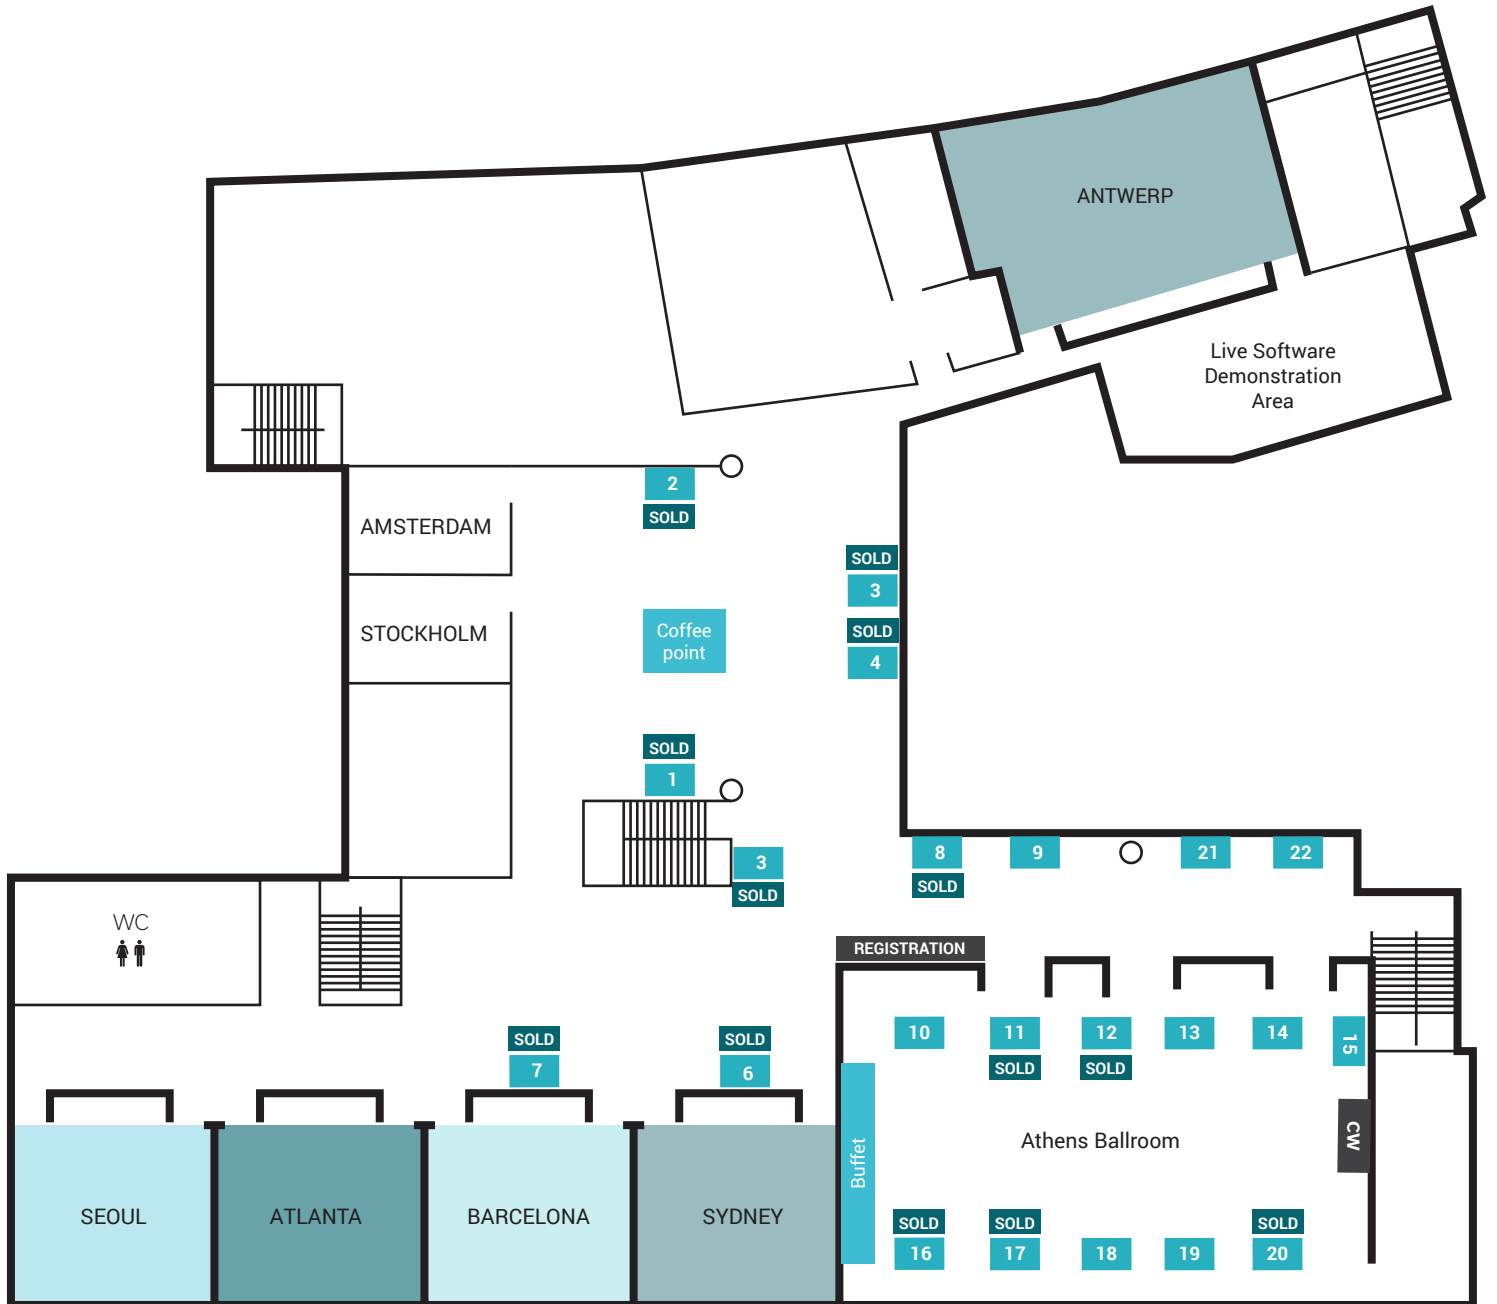 ANTWERP
Live Software
Demonstration
Area
2
SOLD
AMSTERDAM
SOLD
3
STOCKHOLM
Coffee
point
SOLD
4
SOLD
1
3
SOLD
8
SOLD
9
21
22
WC
REGISTRATION
10
11
SOLD
12
SOLD
13
14
15
SOLD
7
SOLD
6
Buffet
Athens Ballroom
CW
SEOUL
ATLANTA
BARCELONA
SYDNEY
SOLD
16
SOLD
17
18
19
SOLD
20